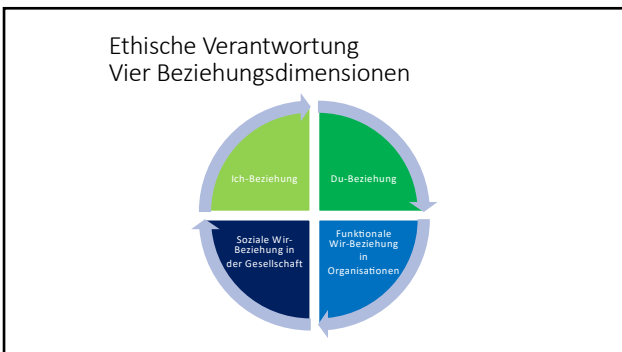 Ethische Verantwortung
Vier Beziehungsdimensionen
Ich-Beziehung
Du-Beziehung
Soziale Wir-
Beziehung in
der Gesellschaft
Funktionale
Wir-Beziehung
in
Organisationen